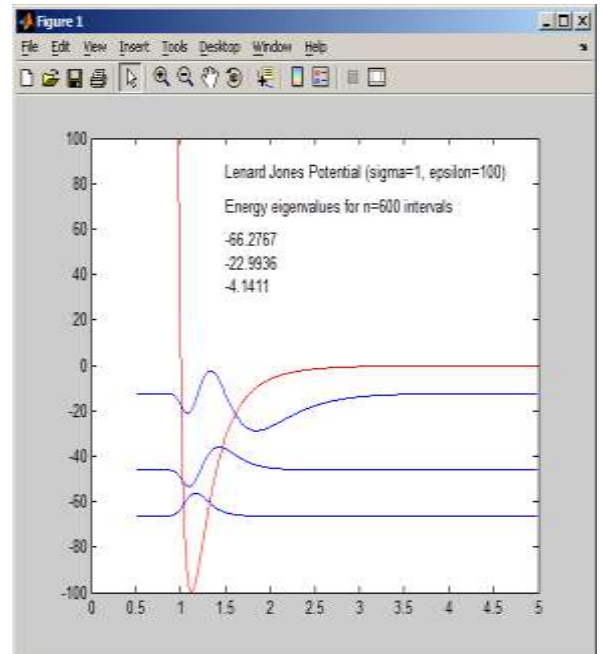 Figure 1
File Edit View Insert Tools Desktop Window Help
100
80
60
40
20
0
-20
-40
-60
-80
-100
Lenard Jones Potential (sigma=1, epsilon=100)
Energy eigenvalues for n=600 intervals
-66.2767
-22.9936
-4.1411
0 0.5 1 1.5 2 2.5 3 3.5 4 4.5 5